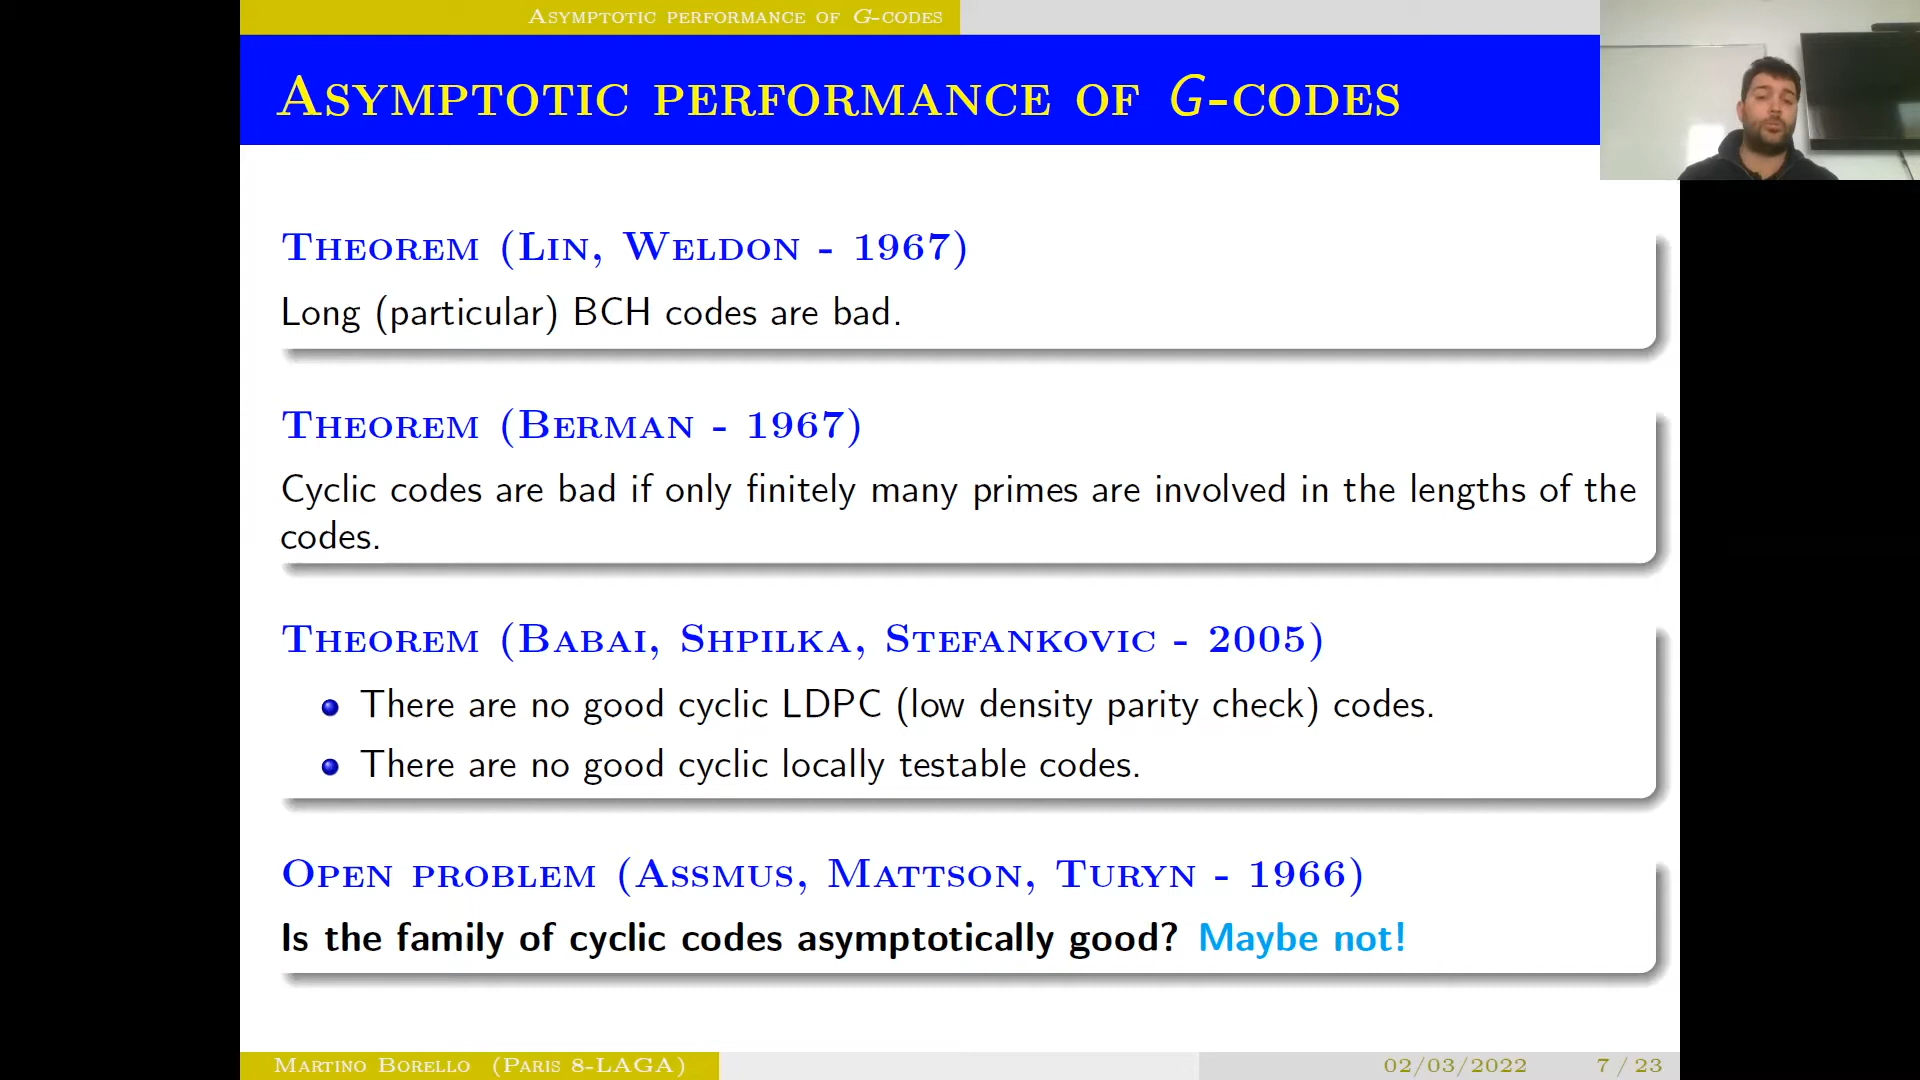 Asymptotic performance of G-codes
Asymptotic performance of G-codes
Theorem (Lin, Weldon - 1967)
Long (particular) BCH codes are bad.
Theorem (Berman - 1967)
Cyclic codes are bad if only finitely many primes are involved in the lengths of the
codes.
Theorem (Babai, Shpilka, Stefankovic - 2005)
There are no good cyclic LDPC (low density parity check) codes.
There are no good cyclic locally testable codes.
Open problem (Assmus, Mattson, Turyn - 1966)
Is the family of cyclic codes asymptotically good? Maybe not!
Martino Borello (Paris 8-LAGA) 02/03/2022 7 / 23